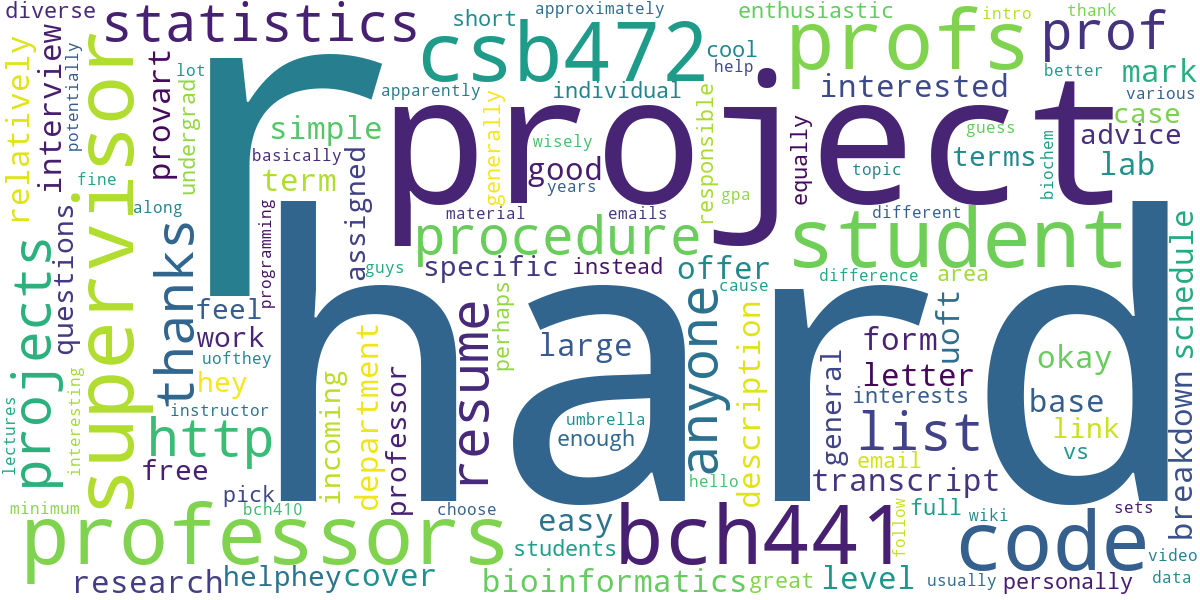 diverse
statistics
short
approximately
enthusiastic
intro
thank
relatively
interview
potentially
supervisor
provart
lot
undergrad
r
csb472
cool
help
profs
prof
better
mark
various
apparently
individual
interested
project
simple
basically
generally
wisely
good
years
responsible
equally
guess
terms
topic
biochem
case
advice
lab
fine
term
along
assigned
material
emails
gpa
different
student
questions
thanks
programming
guys
procedure
specific
instead
offer
cause
difference
area
uoft
schedule
projects
feel
work
uofthey
hey
hard
resume
perhaps
large
anyone
description
form
letter
interests
okay
base
link
vs
lectures
interesting
instructor
http
incoming
department
professor
umbrella
enough
general
list
email
transcript
breakdown
free
pick
hello
minimum
bch410
choose
professors
easy
students
bch441
follow
full
wiki
sets
code
video
data
research
helphey
cover
bioinformatics
great
level
usually
personally